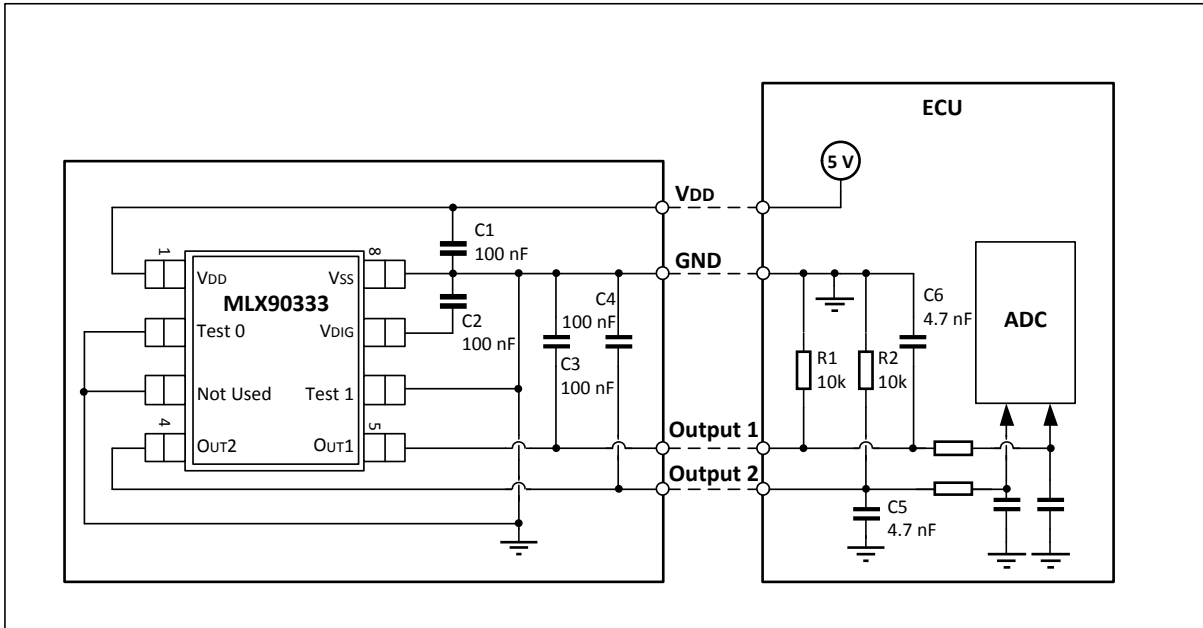 ECU
5 V
VDD
C1
100 nF
1
8
VDD
VSS
GND
MLX90333
C2
100 nF
C4
100 nF
C6
4.7 nF
ADC
Test 0
VDIG
C3
100 nF
R1
10k
R2
10k
Not Used
Test 1
4
5
OUT2
OUT1
Output 1
Output 2
C5
4.7 nF